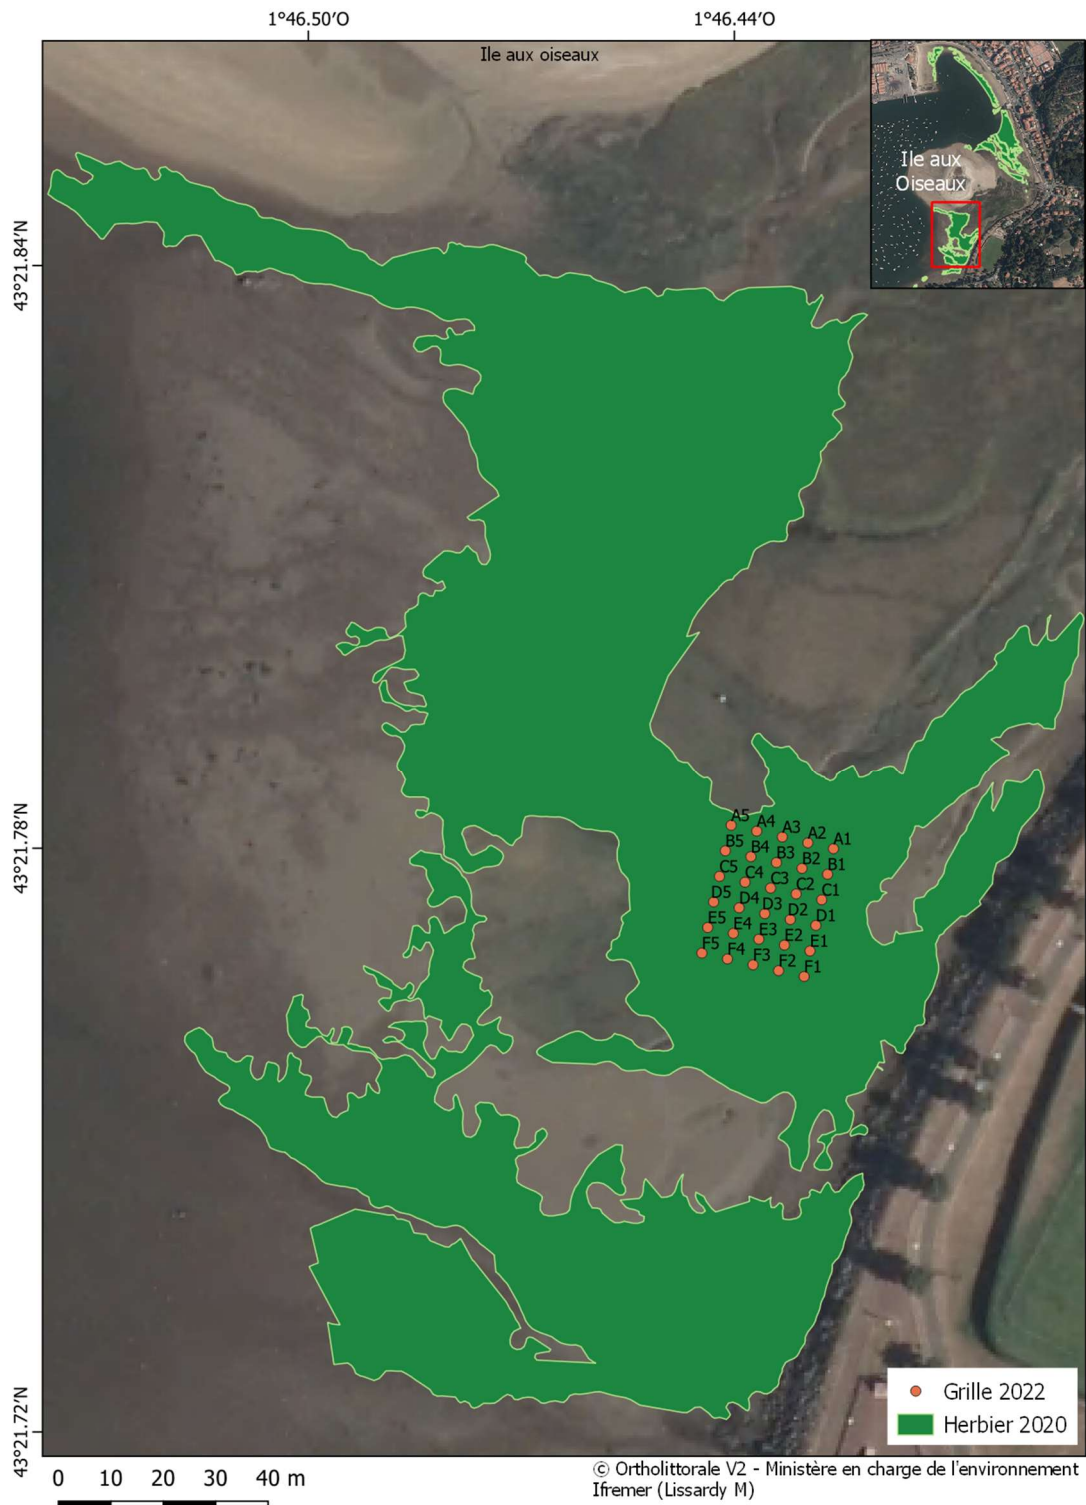 1°46.50′O
1°46.44′O
Ile aux oiseaux
Ile aux
Oiseaux
43°21.84′N
43°21.78′N
A5
A4
A3
A2
A1
B5
B4
B3
B2
B1
C5
C4
C3
C2
C1
D5
D4
D3
D2
D1
E5
E4
E3
E2
E1
F5
F4
F3
F2
F1
43°21.72′N
Grille 2022
Herbier 2020
0 10 20 30 40 m
© Ortholittorale V2 - Ministère en charge de l'environnement
Ifremer (Lissardy M)